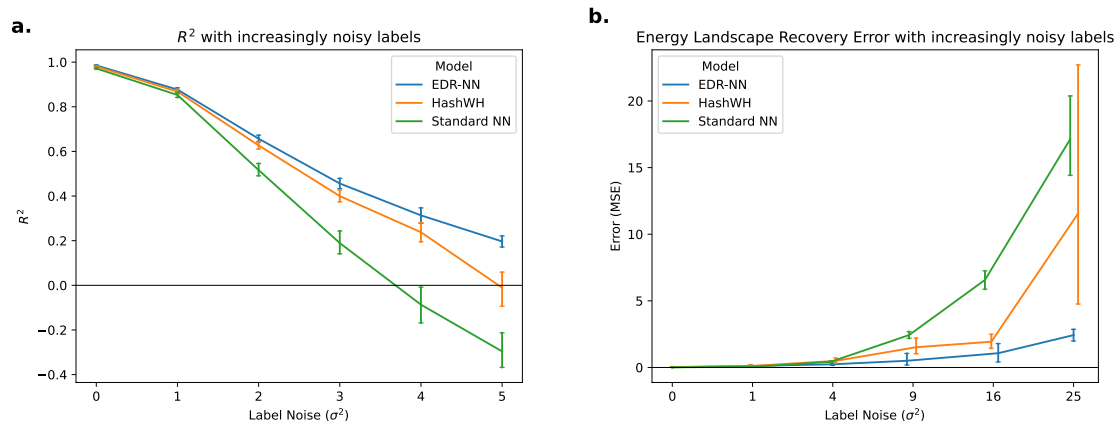 a.
R² with increasingly noisy labels
Model
EDR-NN
HashWH
Standard NN
1.0
0.8
0.6
0.4
0.2
0.0
−0.2
−0.4
R²
0
1
2
3
4
5
Label Noise (σ²)
b.
Energy Landscape Recovery Error with increasingly noisy labels
Model
EDR-NN
HashWH
Standard NN
20
15
10
5
0
Error (MSE)
0
1
4
9
16
25
Label Noise (σ²)